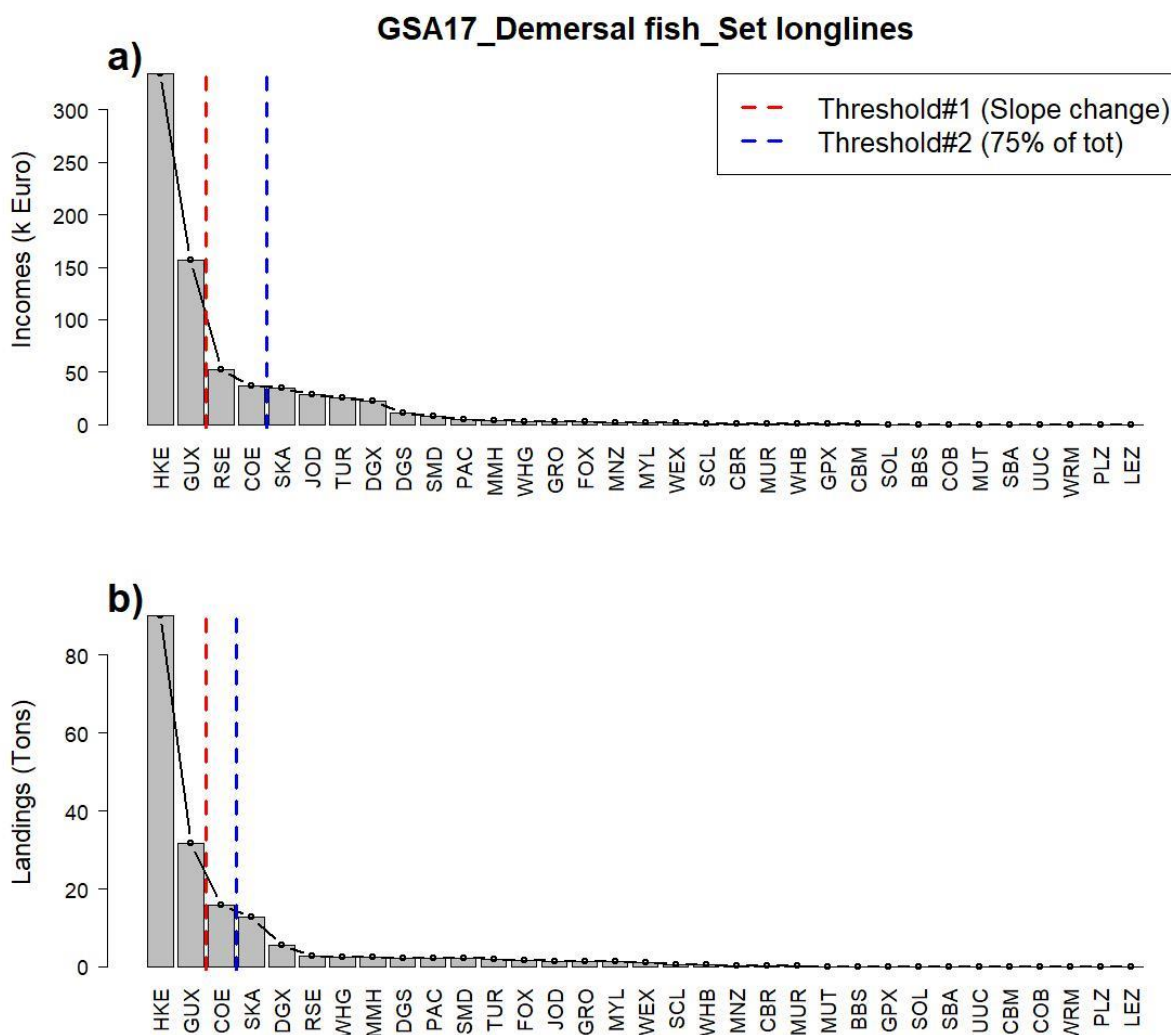 GSA17_Demersal fish_Set longlines
a)
Threshold#1 (Slope change)
Threshold#2 (75% of tot)
Incomes (k Euro)
300
250
200
150
100
50
0
HKE GUX RSE COE SKA JOD TUR DGX DGS SMD PAC MMH WHG GRO FOX MNZ MYL WEX SCL CBR MUR WHB GPX CBM SOL BBS COB MUT SBA UUC WRM PLZ LEZ
b)
Landings (Tons)
80
60
40
20
0
HKE GUX COE SKA DGX RSE WHG MMH DGS PAC SMD TUR FOX JOD GRO MYL WEX SCL WHB MNZ CBR MUR MUT BBS GPX SOL SBA UUC CBM COB WRM PLZ LEZ